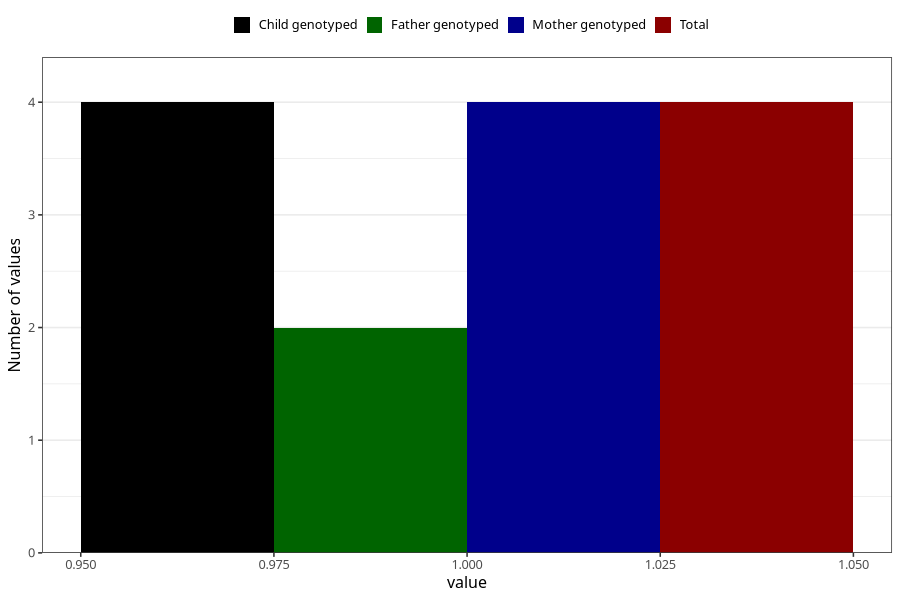 Child genotyped Father genotyped Mother genotyped Total
Number of values
4
3
2
1
0
0.950 0.975 1.000 1.025 1.050
value